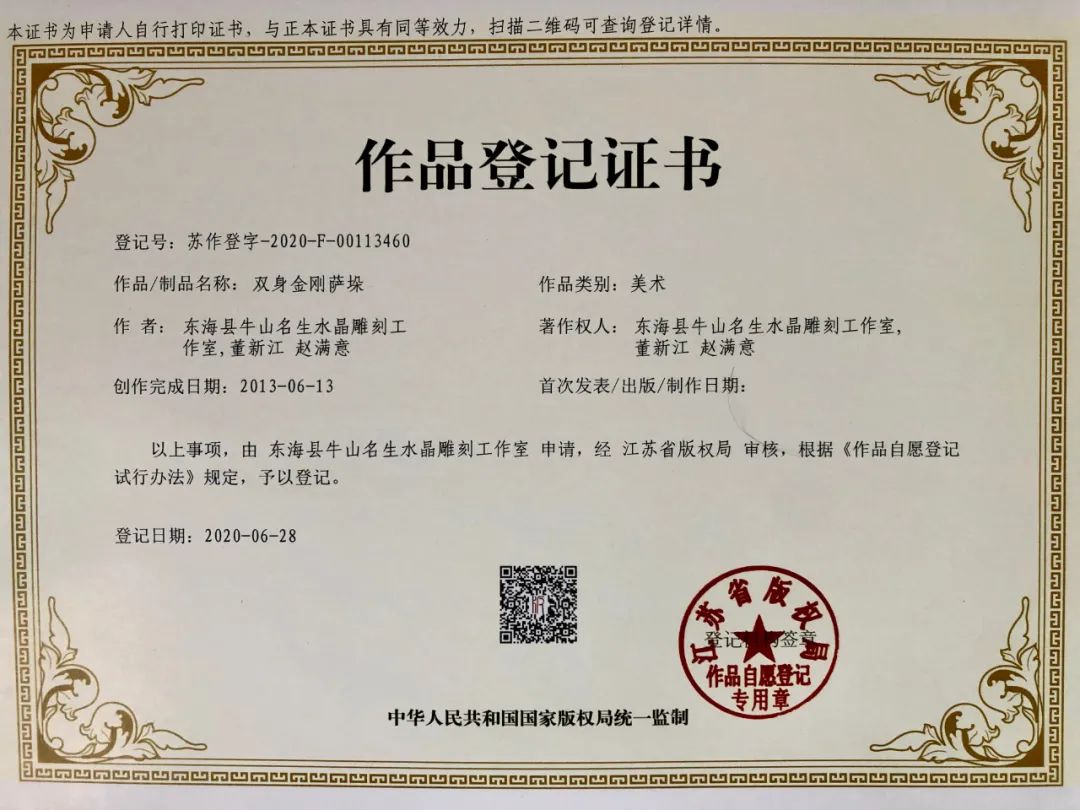 本证书为申请人自行打印证书，与正本证书具有同等效力，扫描二维码可查询登记详情。
作品登记证书
登记号：苏作登字-2020-F-00113460
作品/制品名称：双身金刚萨垛
作品类别：美术
作 者：东海县牛山名生水晶雕刻工
作室,董新江 赵满意
著作权人：东海县牛山名生水晶雕刻工作室,
董新江 赵满意
创作完成日期：2013-06-13
首次发表/出版/制作日期：
以上事项，由 东海县牛山名生水晶雕刻工作室 申请，经 江苏省版权局 审核，根据《作品自愿登记
试行办法》规定，予以登记。
登记日期：2020-06-28
江苏省版权局
登记机构签章
作品自愿登记
专用章
中华人民共和国国家版权局统一监制